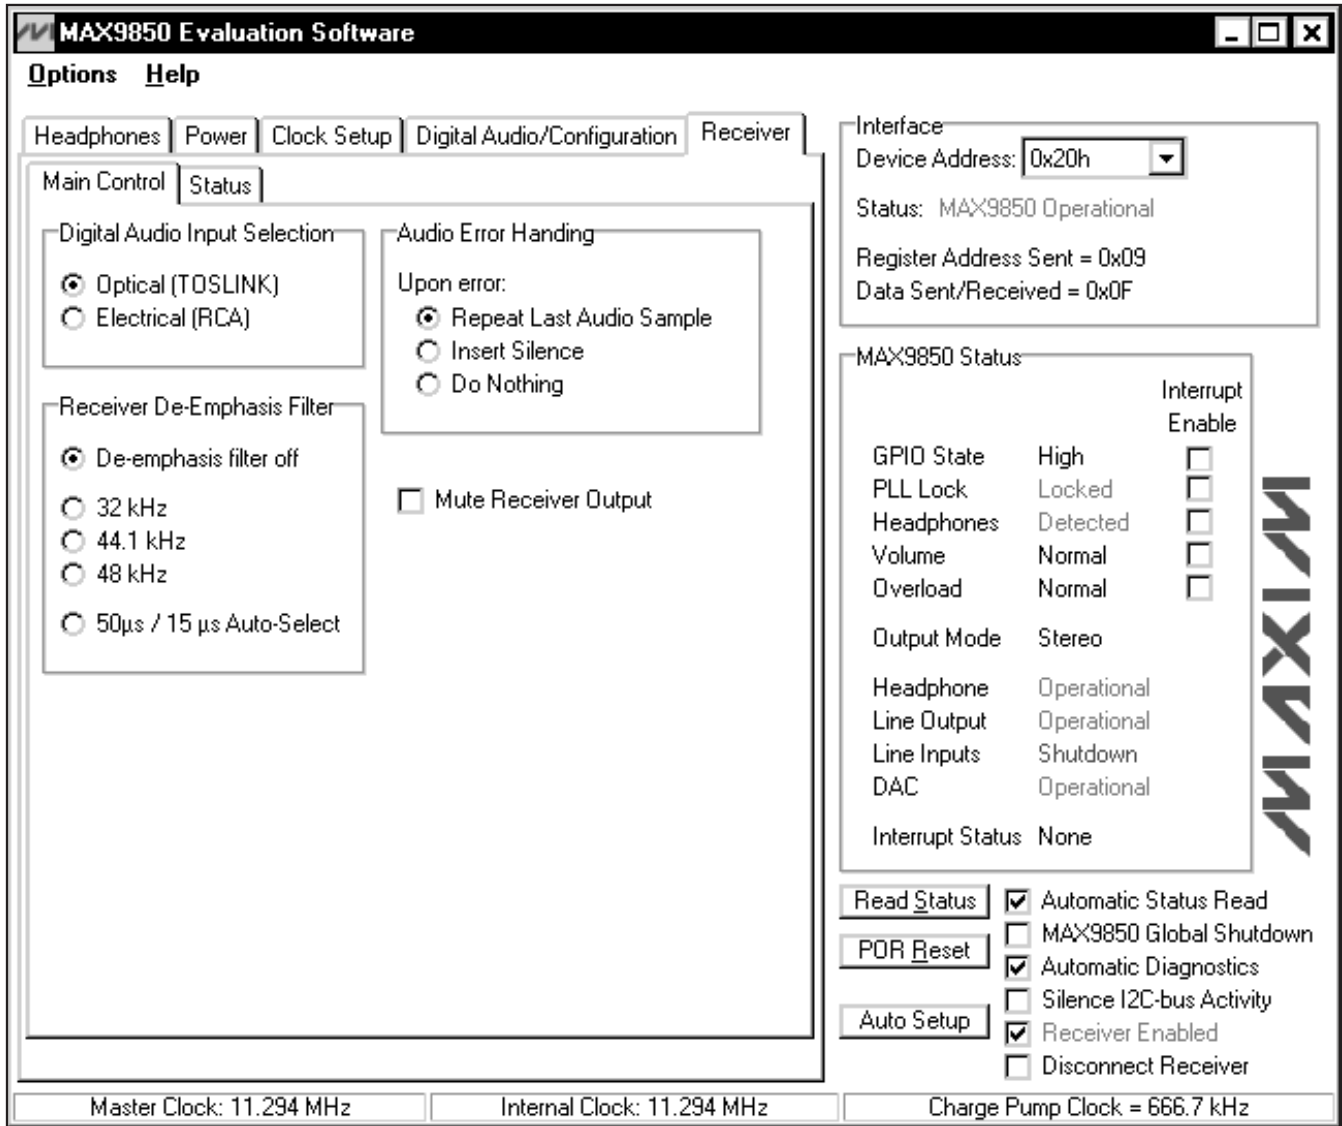 MAX9850 Evaluation Software
Options Help
Headphones Power Clock Setup Digital Audio/Configuration Receiver
Main Control Status
Digital Audio Input Selection
Optical (TOSLINK)
Electrical (RCA)
Receiver De-Emphasis Filter
De-emphasis filter off
32 kHz
44.1 kHz
48 kHz
50µs / 15 µs Auto-Select
Audio Error Handing
Upon error:
Repeat Last Audio Sample
Insert Silence
Do Nothing
Mute Receiver Output
Interface
Device Address: 0x20h
Status: MAX9850 Operational
Register Address Sent = 0x09
Data Sent/Received = 0x0F
MAX9850 Status
Interrupt
Enable
GPIO State High
PLL Lock Locked
Headphones Detected
Volume Normal
Overload Normal
Output Mode Stereo
Headphone Operational
Line Output Operational
Line Inputs Shutdown
DAC Operational
Interrupt Status None
MAXIM
Read Status
POR Reset
Auto Setup
Automatic Status Read
MAX9850 Global Shutdown
Automatic Diagnostics
Silence I2C-bus Activity
Receiver Enabled
Disconnect Receiver
Master Clock: 11.294 MHz Internal Clock: 11.294 MHz Charge Pump Clock = 666.7 kHz